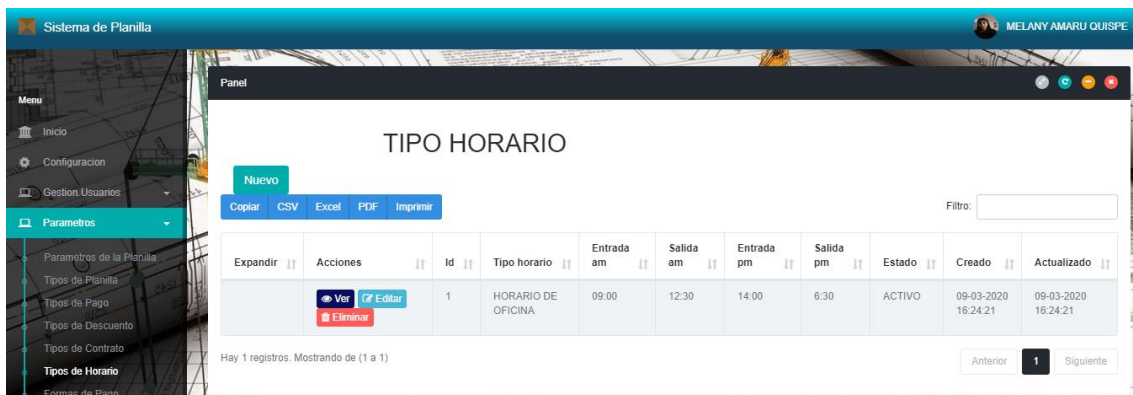 Sistema de Planilla
MELANY AMARU QUISPE
Menu
Inicio
Configuracion
Gestion Usuarios
Parametros
Parametros de la Planilla
Tipos de Planilla
Tipos de Pago
Tipos de Descuento
Tipos de Contrato
Tipos de Horario
Formas de Pago
Panel
TIPO HORARIO
Nuevo
Copiar CSV Excel PDF Imprimir
Filtro:
Expandir Acciones Id Tipo horario Entrada am Salida am Entrada pm Salida pm Estado Creado Actualizado
Ver Editar 1 HORARIO DE 09:00 12:30 14:00 6:30 ACTIVO 09-03-2020 09-03-2020
Eliminar OFICINA 16:24:21 16:24:21
Hay 1 registros. Mostrando de (1 a 1)
Anterior 1 Siguiente